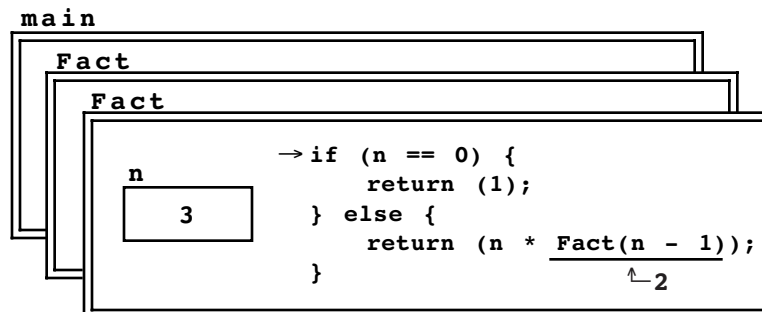 main
Fact
Fact
→ if (n == 0) {
n
return (1);
3
} else {
return (n * Fact(n - 1));
}
2